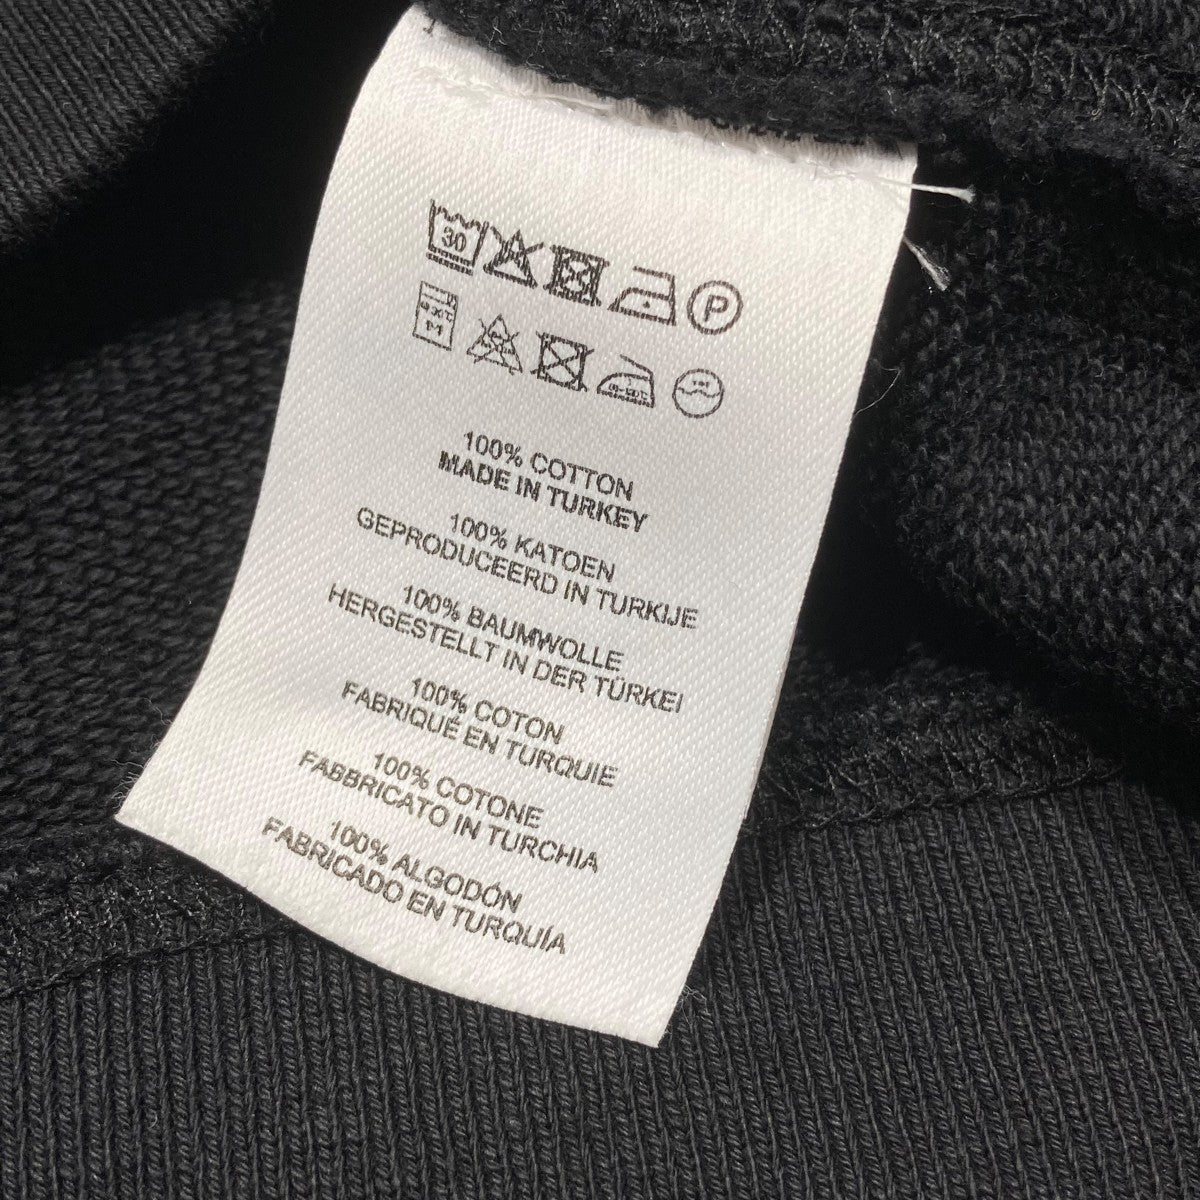 30
P
100% COTTON
MADE IN TURKEY
100% KATOEN
GEPRODUCEERD IN TURKIJE
100% BAUMWOLLE
HERGESTELLT IN DER TÜRKEI
100% COTON
FABRIQUÉ EN TURQUIE
100% COTONE
FABBRICATO IN TURCHIA
100% ALGODÓN
FABRICADO EN TURQUÍA